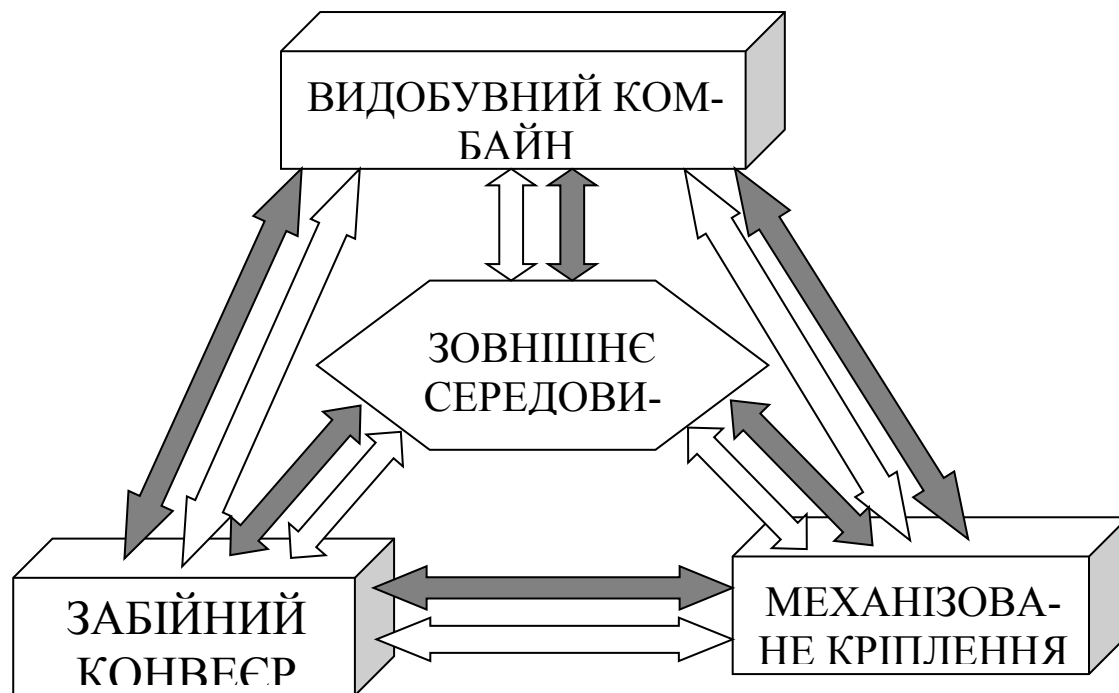 ВИДОБУВНИЙ КОМ-
БАЙН
ЗОВНІШНЄ
СЕРЕДОВИ-
ЗАБІЙНИЙ
КОНВЕЄР
МЕХАНІЗОВА-
НЕ КРІПЛЕННЯ